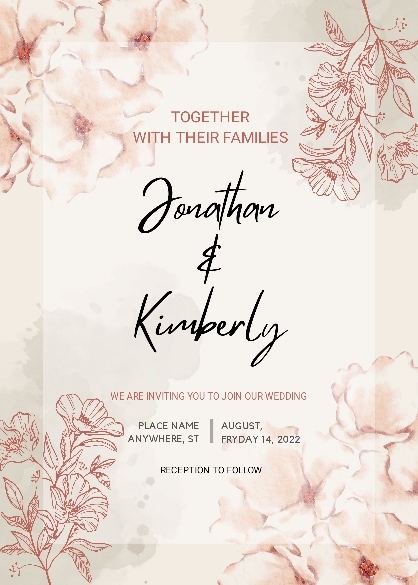 TOGETHER
WITH THEIR FAMILIES
Jonathan
&
Kimberly
WE ARE INVITING YOU TO JOIN OUR WEDDING
PLACE NAME
ANYWHERE, ST
AUGUST,
FRYDAY 14, 2022
RECEPTION TO FOLLOW